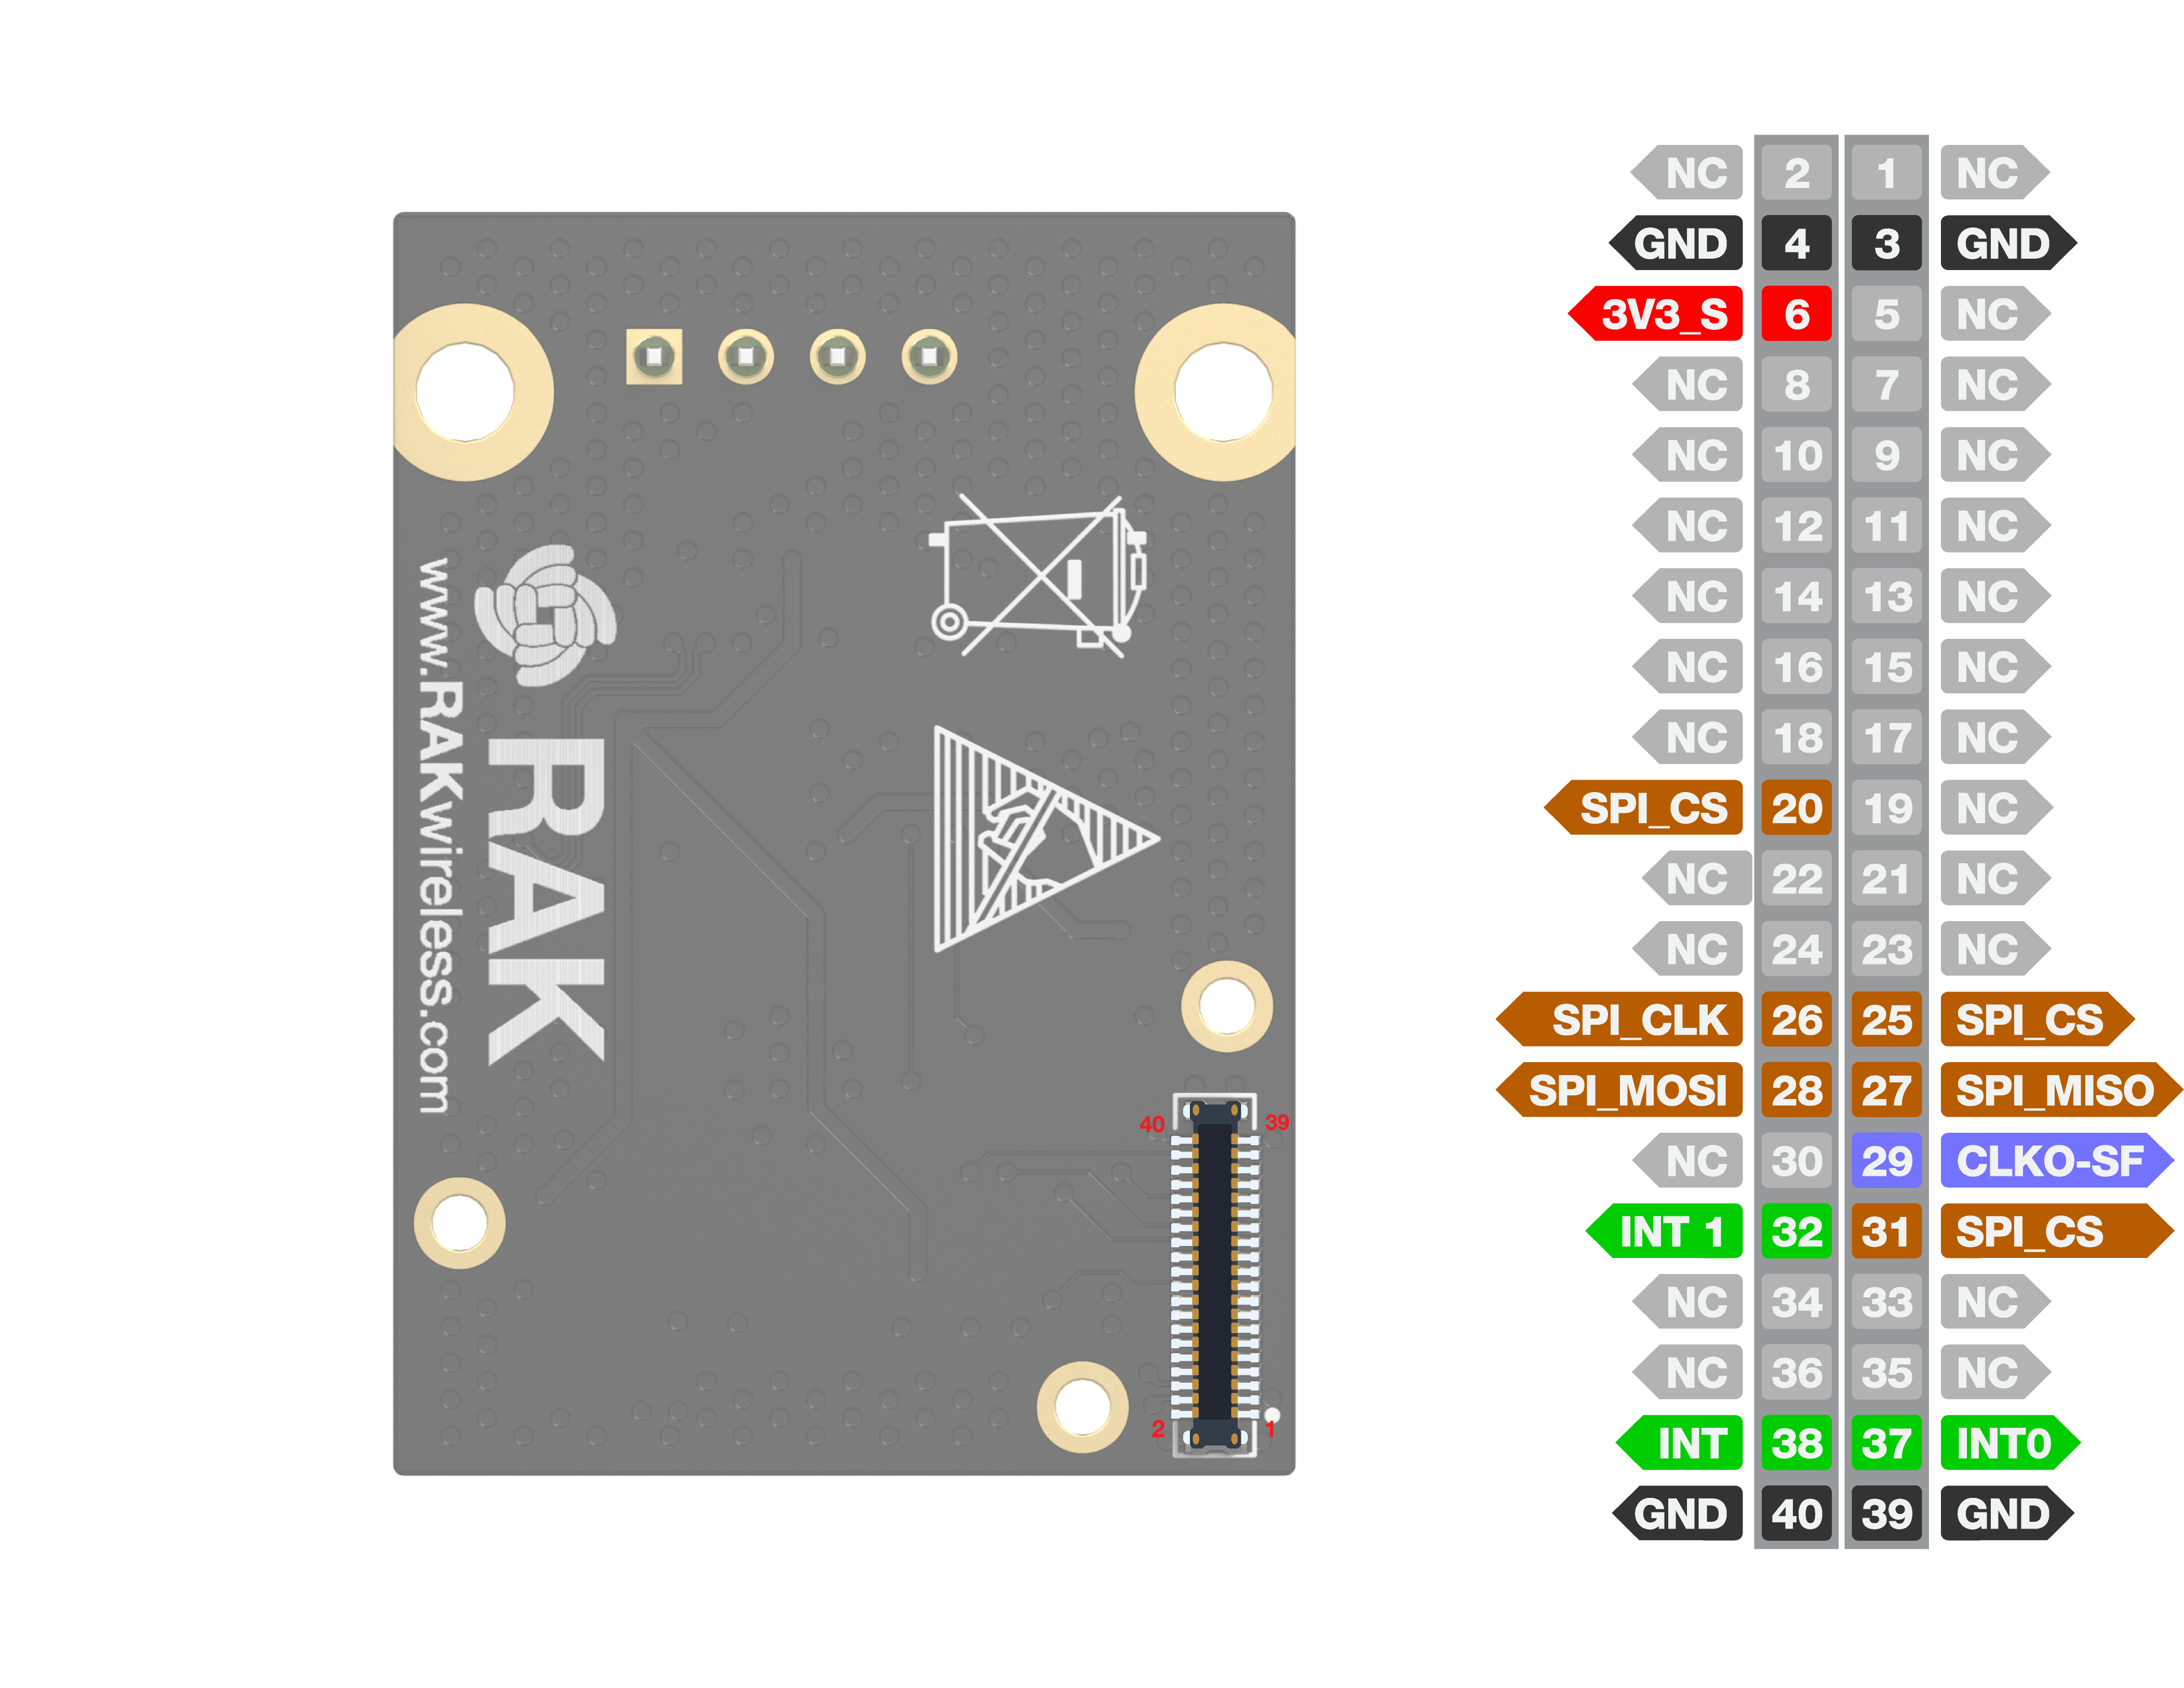 www.RAKwireless.com
RAK
40 39
2 1
NC 2 1 NC
GND 4 3 GND
3V3_S 6 5 NC
NC 8 7 NC
NC 10 9 NC
NC 12 11 NC
NC 14 13 NC
NC 16 15 NC
NC 18 17 NC
SPI_CS 20 19 NC
NC 22 21 NC
NC 24 23 NC
SPI_CLK 26 25 SPI_CS
SPI_MOSI 28 27 SPI_MISO
NC 30 29 CLKO-SF
INT 1 32 31 SPI_CS
NC 34 33 NC
NC 36 35 NC
INT 38 37 INT0
GND 40 39 GND